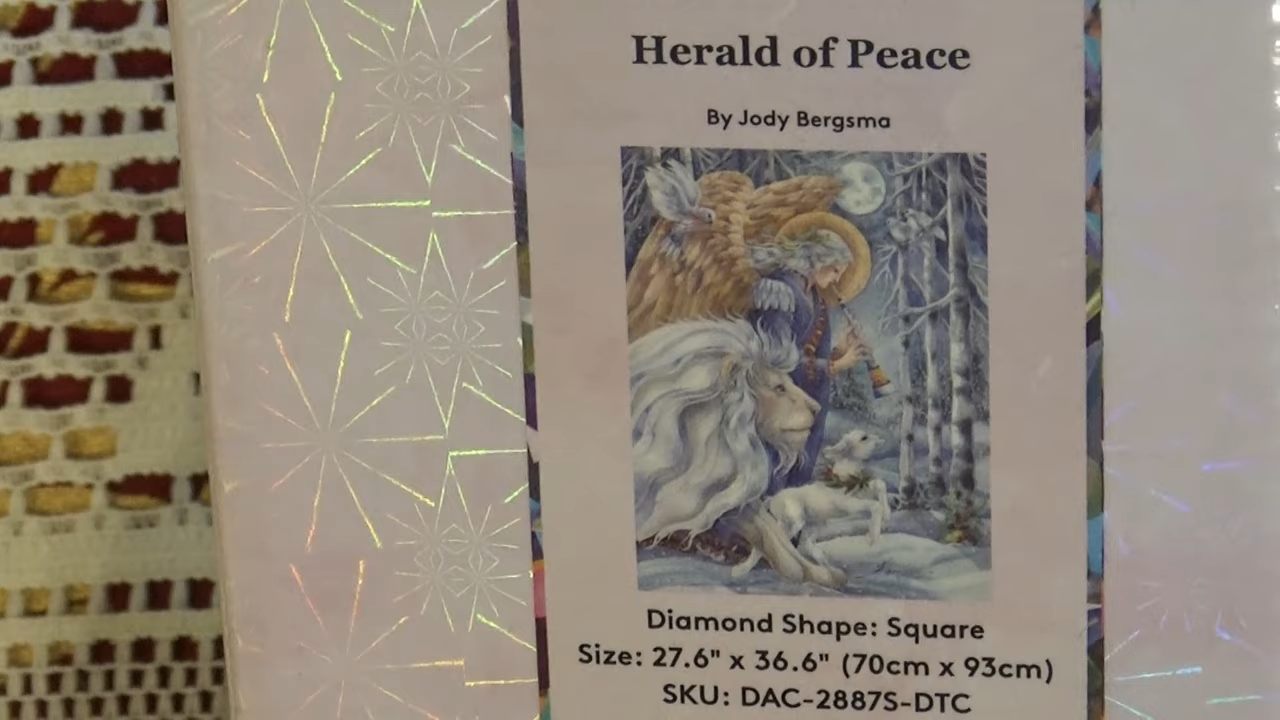 Herald of Peace
By Jody Bergsma
Diamond Shape: Square
Size: 27.6" x 36.6" (70cm x 93cm)
SKU: DAC-2887S-DTC